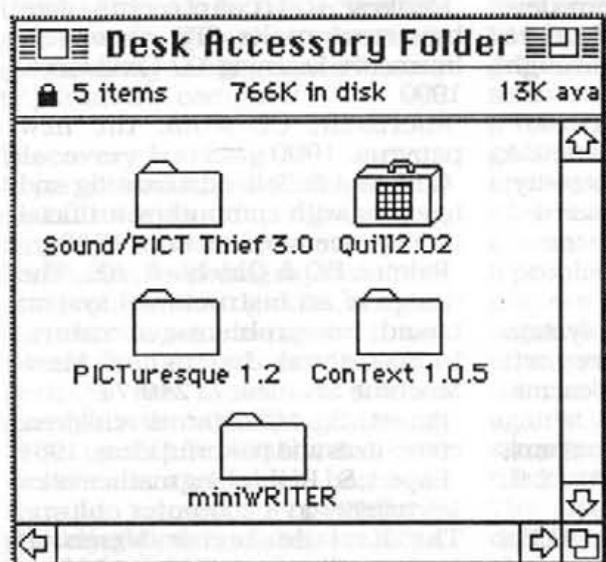 Desk Accessory Folder
5 items 766K in disk 13K ava
Sound/PICT Thief 3.0 Quill2.02
PICTuresque 1.2 ConText 1.0.5
miniWRITER